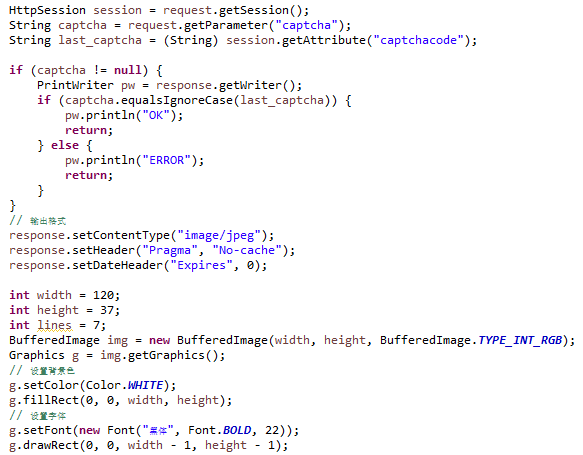 HttpSession session = request.getSession();
String captcha = request.getParameter("captcha");
String last_captcha = (String) session.getAttribute("captchacode");

if (captcha != null) {
    PrintWriter pw = response.getWriter();
    if (captcha.equalsIgnoreCase(last_captcha)) {
        pw.println("OK");
        return;
    } else {
        pw.println("ERROR");
        return;
    }
}
// 输出格式
response.setContentType("image/jpeg");
response.setHeader("Pragma", "No-cache");
response.setDateHeader("Expires", 0);

int width = 120;
int height = 37;
int lines = 7;
BufferedImage img = new BufferedImage(width, height, BufferedImage.TYPE_INT_RGB);
Graphics g = img.getGraphics();
// 设置背景色
g.setColor(Color.WHITE);
g.fillRect(0, 0, width, height);
// 设置字体
g.setFont(new Font("黑体", Font.BOLD, 22));
g.drawRect(0, 0, width - 1, height - 1);